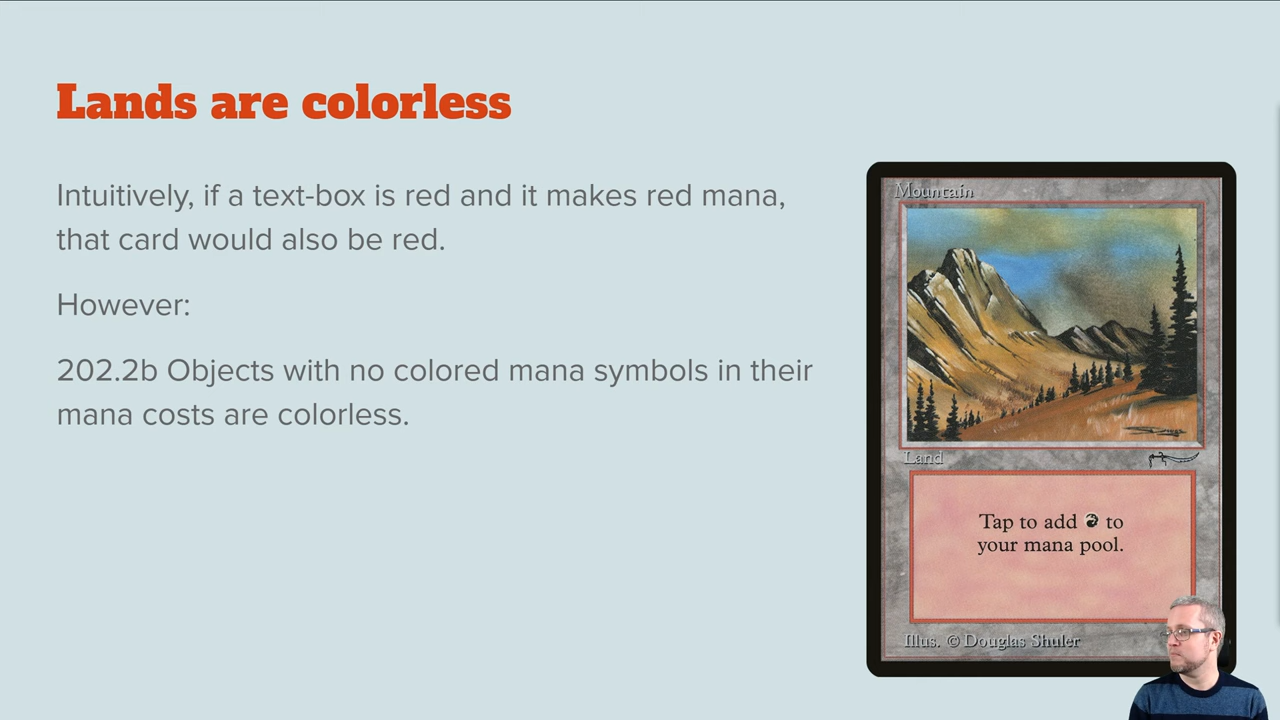 Lands are colorless
Intuitively, if a text-box is red and it makes red mana,
that card would also be red.
However:
202.2b Objects with no colored mana symbols in their
mana costs are colorless.
Mountain
Land
Tap to add to
your mana pool.
Illus. © Douglas Shuler